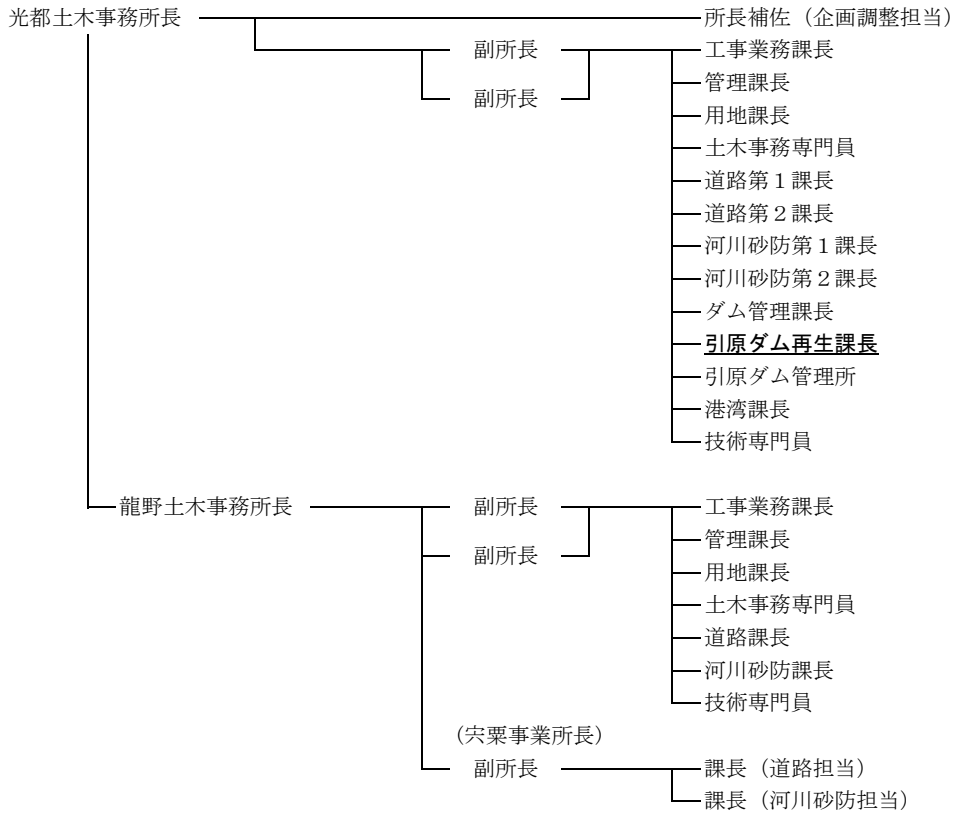 光都土木事務所長 所長補佐(企画調整担当)
副所長 工事業務課長
管理課長
副所長
用地課長
土木事務専門員
道路第１課長
道路第２課長
河川砂防第１課長
河川砂防第２課長
ダム管理課長
引原ダム再生課長
引原ダム管理所
港湾課長
技術専門員
龍野土木事務所長 副所長 工事業務課長
管理課長
副所長
用地課長
土木事務専門員
道路課長
河川砂防課長
技術専門員
(宍粟事業所長)
副所長 課長(道路担当)
課長(河川砂防担当)